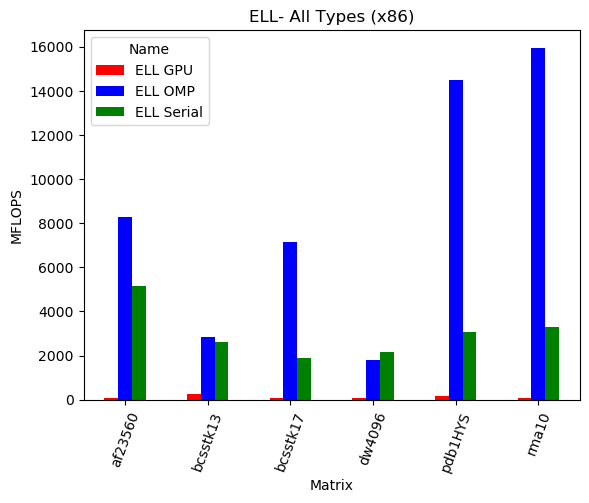 ELL- All Types (x86)
Name
ELL GPU
ELL OMP
ELL Serial
MFLOPS
16000
14000
12000
10000
8000
6000
4000
2000
0
af23560
bcsstk13
bcsstk17
dw4096
pdb1HYS
rma10
Matrix